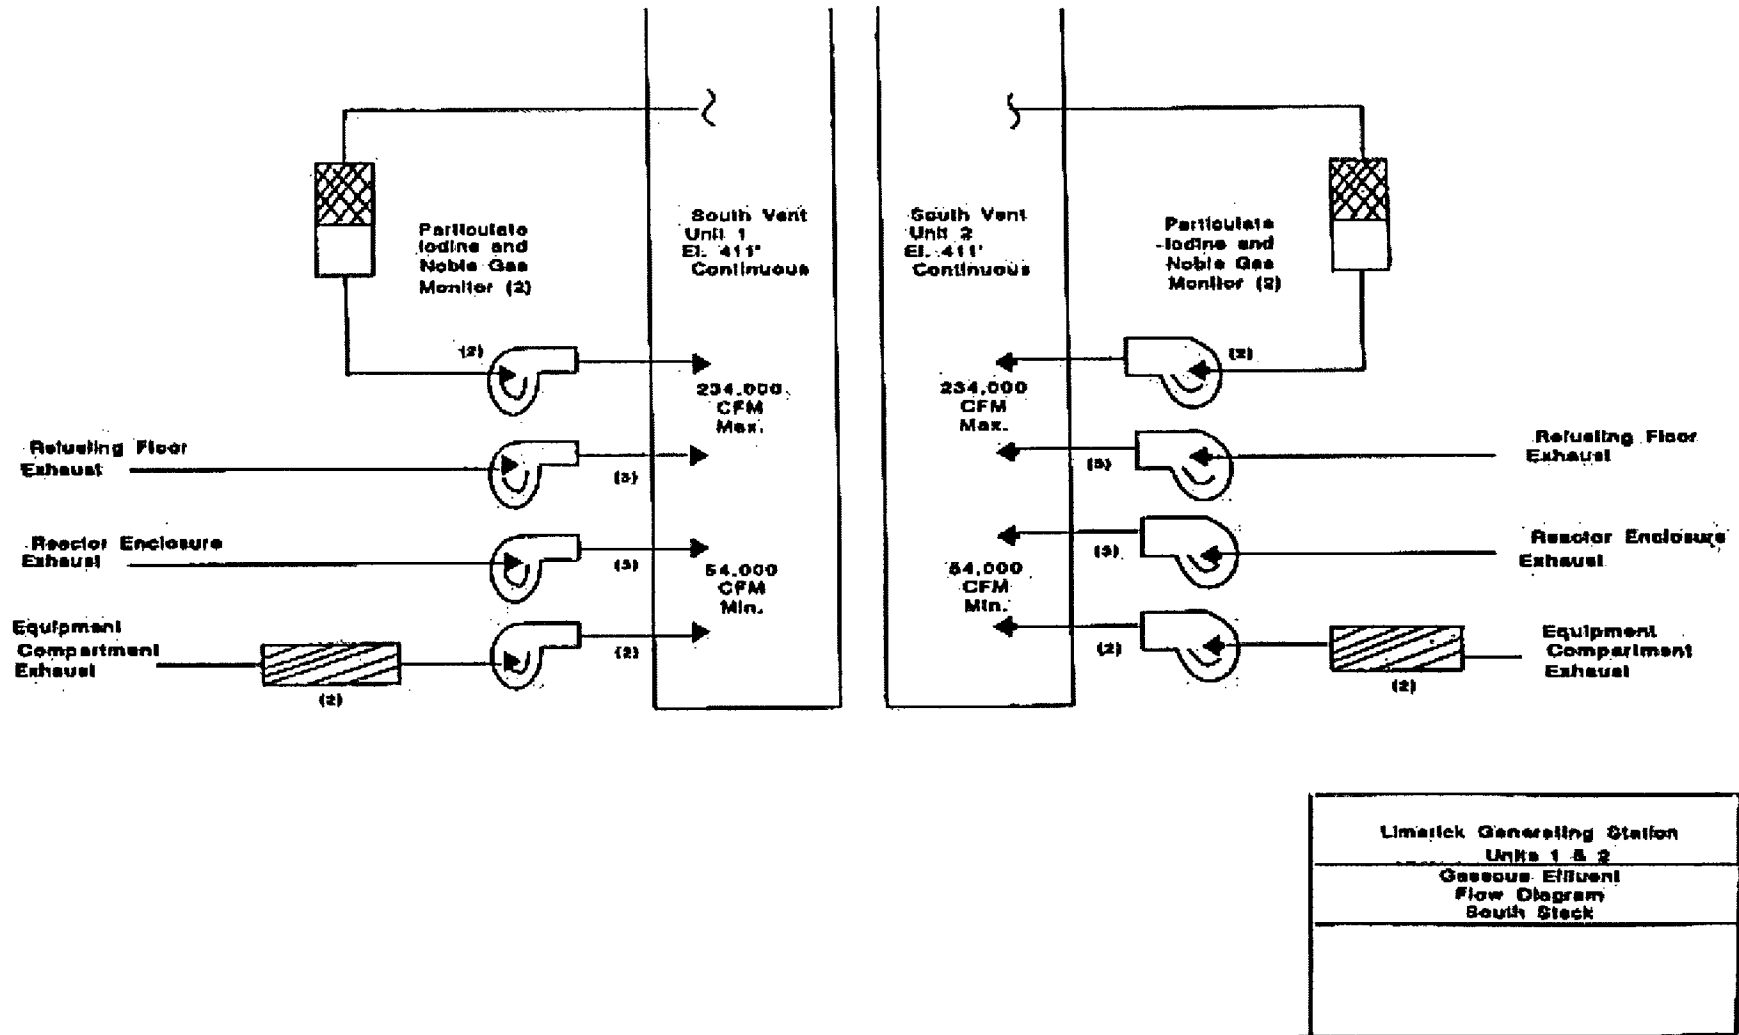 South Vent
Unit 1
El. 411'
Continuous
South Vent
Unit 2
El. 411'
Continuous
Particulate
Iodine and
Noble Gas
Monitor (2)
Particulate
Iodine and
Noble Gas
Monitor (2)
(2)
(2)
234,000
CFM
Max.
234,000
CFM
Max.
Refueling Floor
Exhaust
(3)
(3)
Refueling Floor
Exhaust
Reactor Enclosure
Exhaust
(3)
(3)
Reactor Enclosure
Exhaust
54,000
CFM
Min.
54,000
CFM
Min.
Equipment
Compartment
Exhaust
(2)
(2)
(2)
(2)
Equipment
Compartment
Exhaust
Limerick Generating Station
Units 1 & 2
Gaseous Effluent
Flow Diagram
South Stack